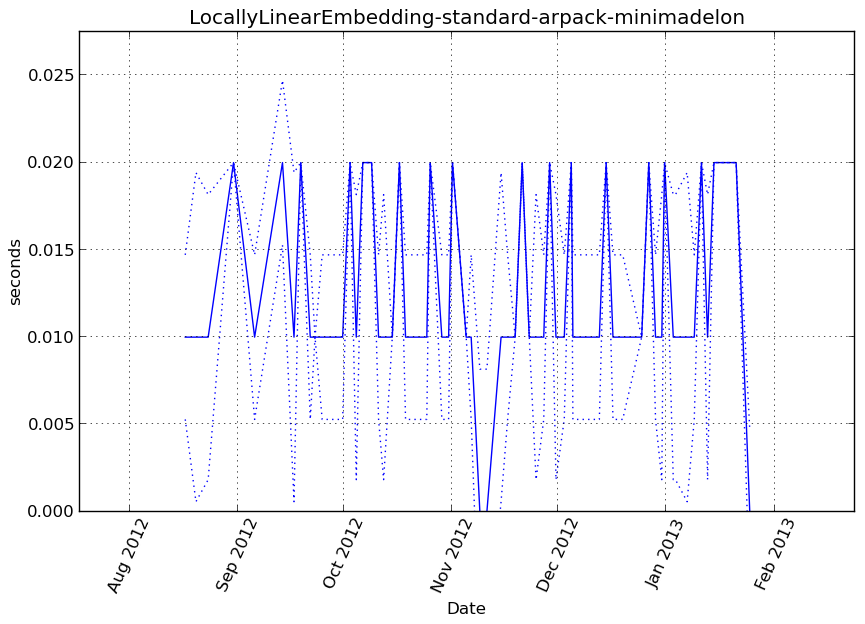 LocallyLinearEmbedding-standard-arpack-minimadelon
0.025
0.020
0.015
0.010
0.005
0.000
seconds
Aug 2012
Sep 2012
Oct 2012
Nov 2012
Dec 2012
Jan 2013
Feb 2013
Date